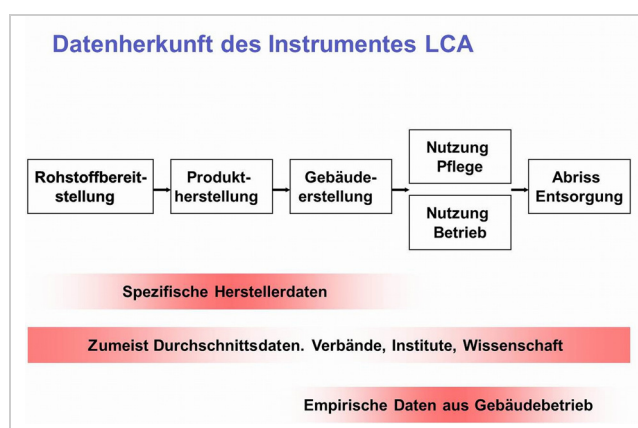 Datenherkunft des Instrumentes LCA
Rohstoffbereit-
stellung
Produkt-
herstellung
Gebäude-
erstellung
Nutzung
Pflege
Nutzung
Betrieb
Abriss
Entsorgung
Spezifische Herstellerdaten
Zumeist Durchschnittsdaten. Verbände, Institute, Wissenschaft
Empirische Daten aus Gebäudebetrieb